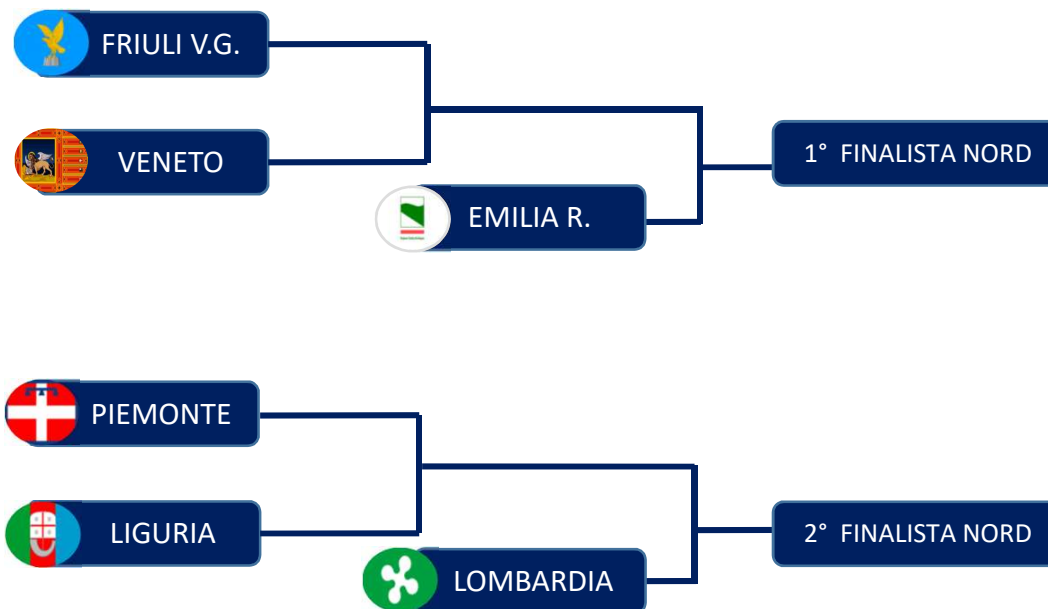 FRIULI V.G.
VENETO
1° FINALISTA NORD
EMILIA R.
PIEMONTE
LIGURIA
2° FINALISTA NORD
LOMBARDIA